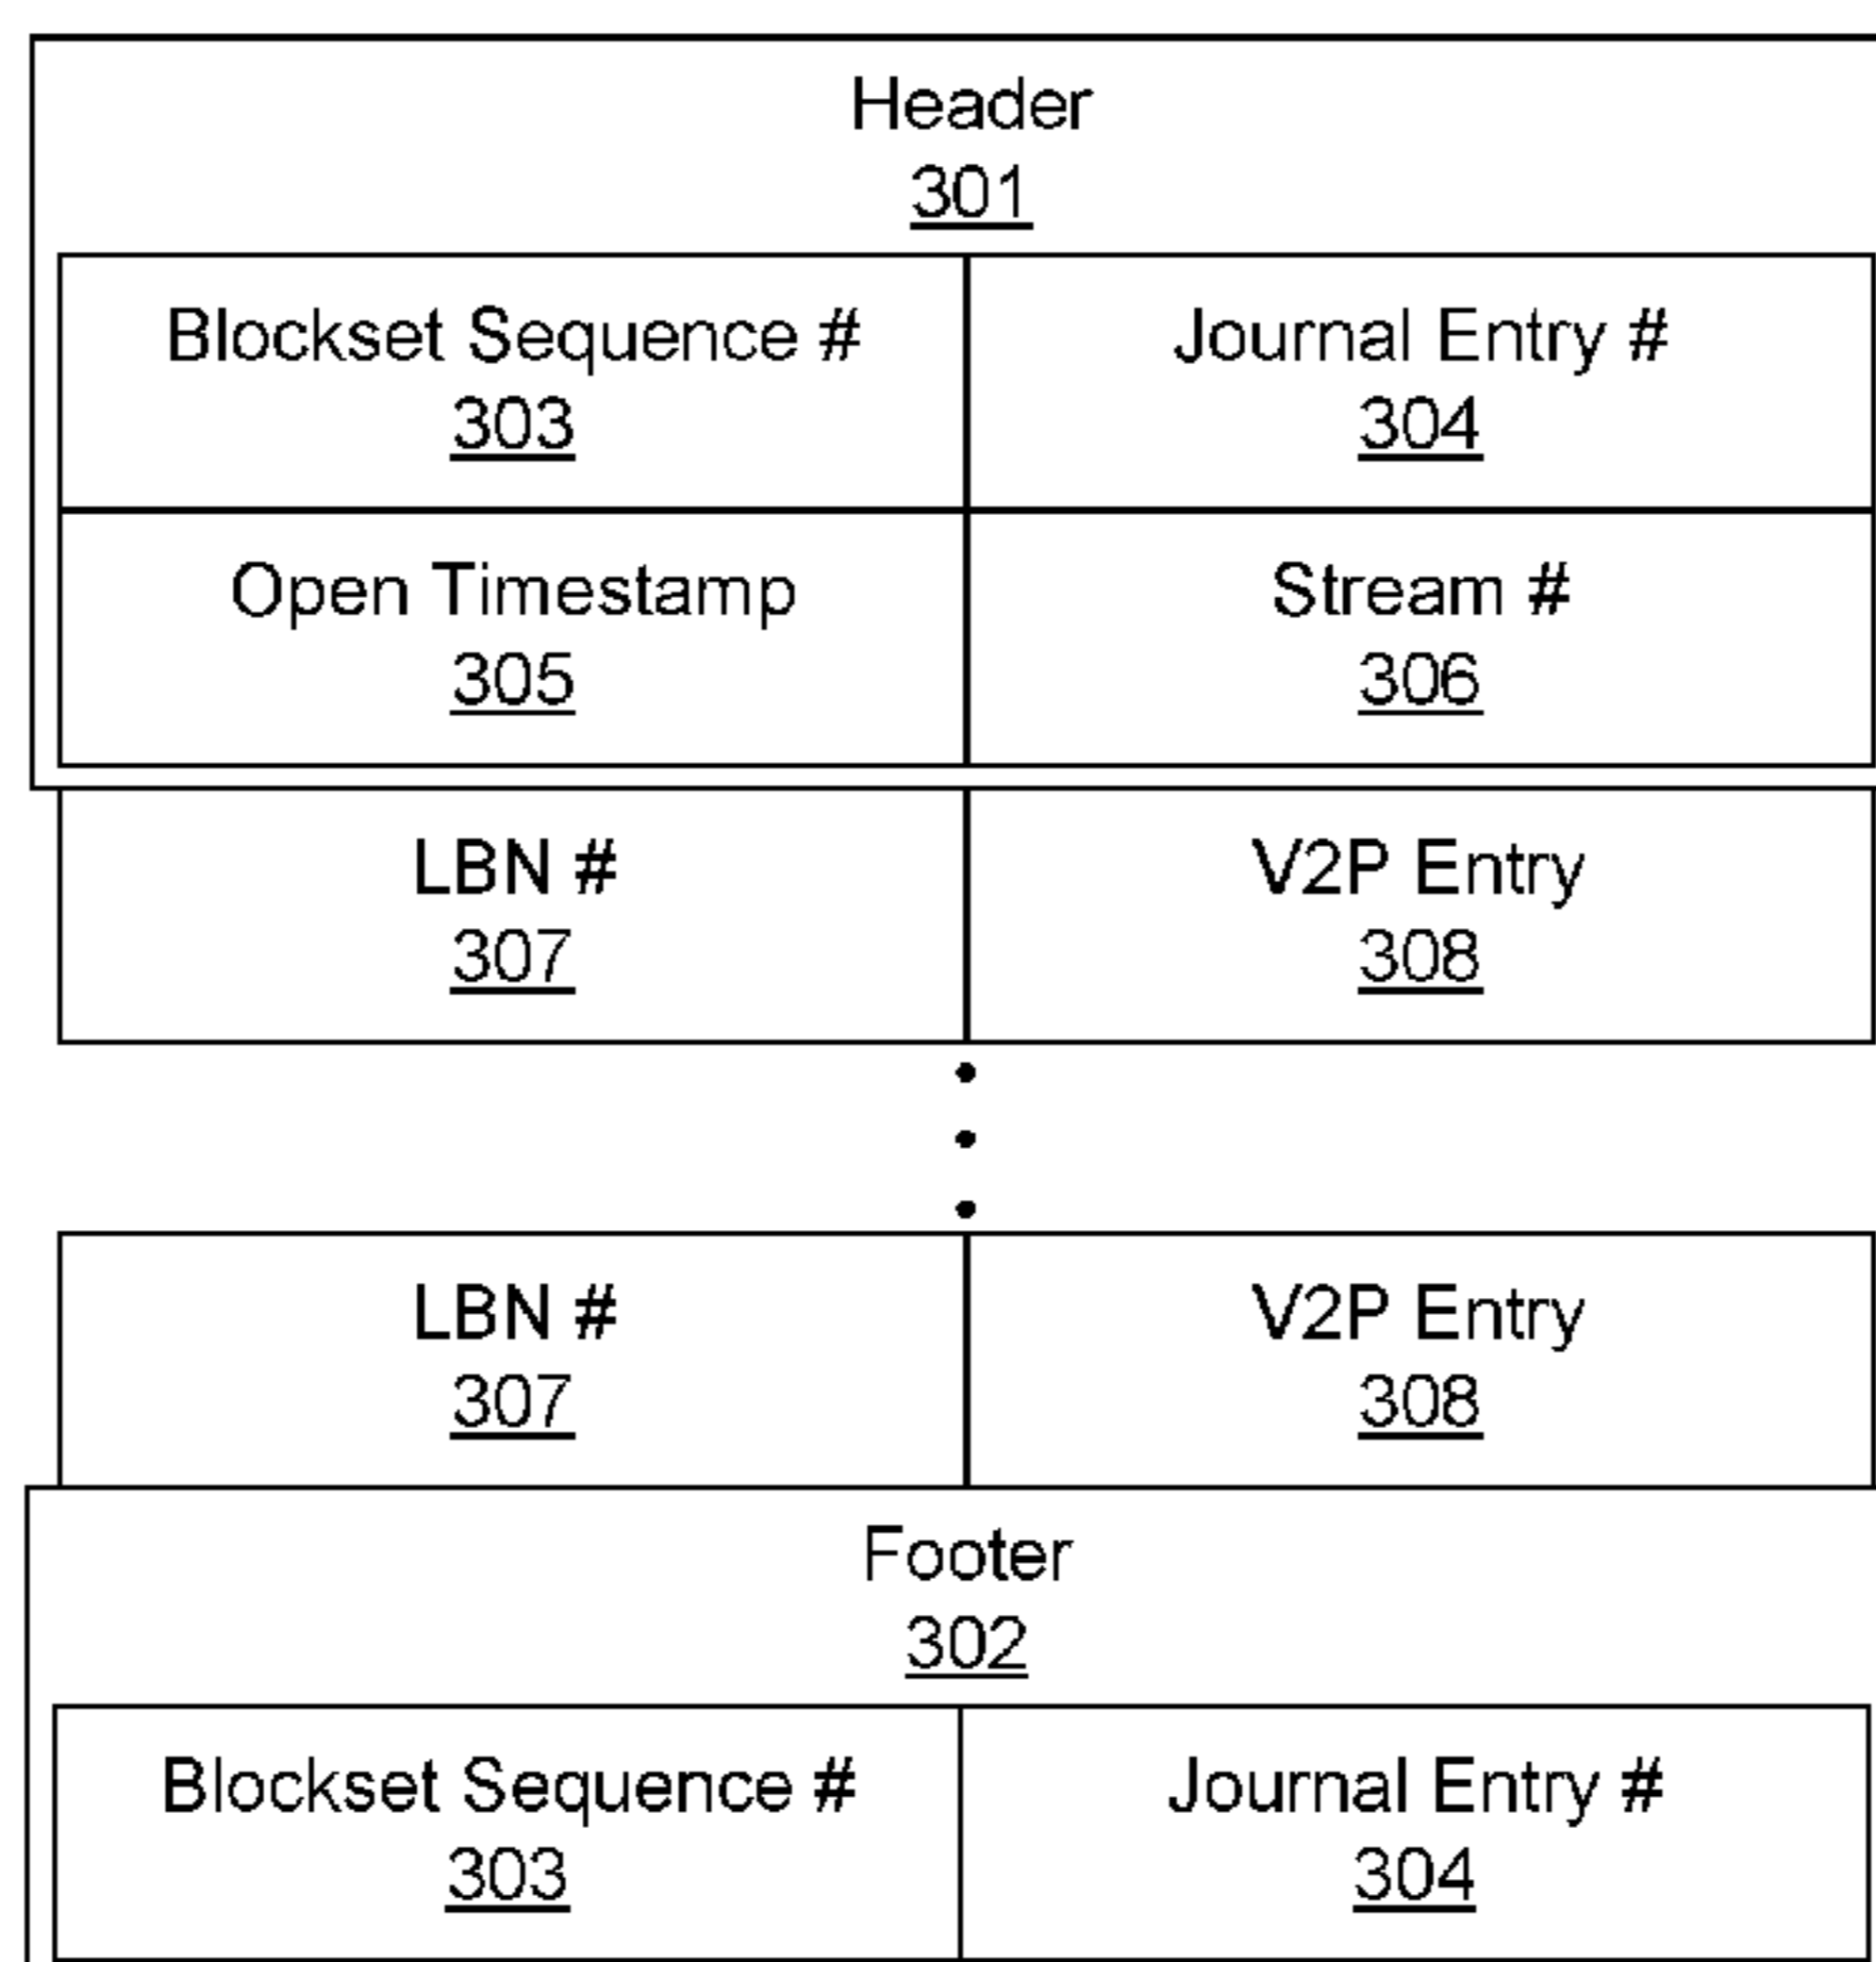 Header
301
Blockset Sequence # Journal Entry #
303 304
Open Timestamp Stream #
305 306
LBN # V2P Entry
307 308
LBN # V2P Entry
307 308
Footer
302
Blockset Sequence # Journal Entry #
303 304